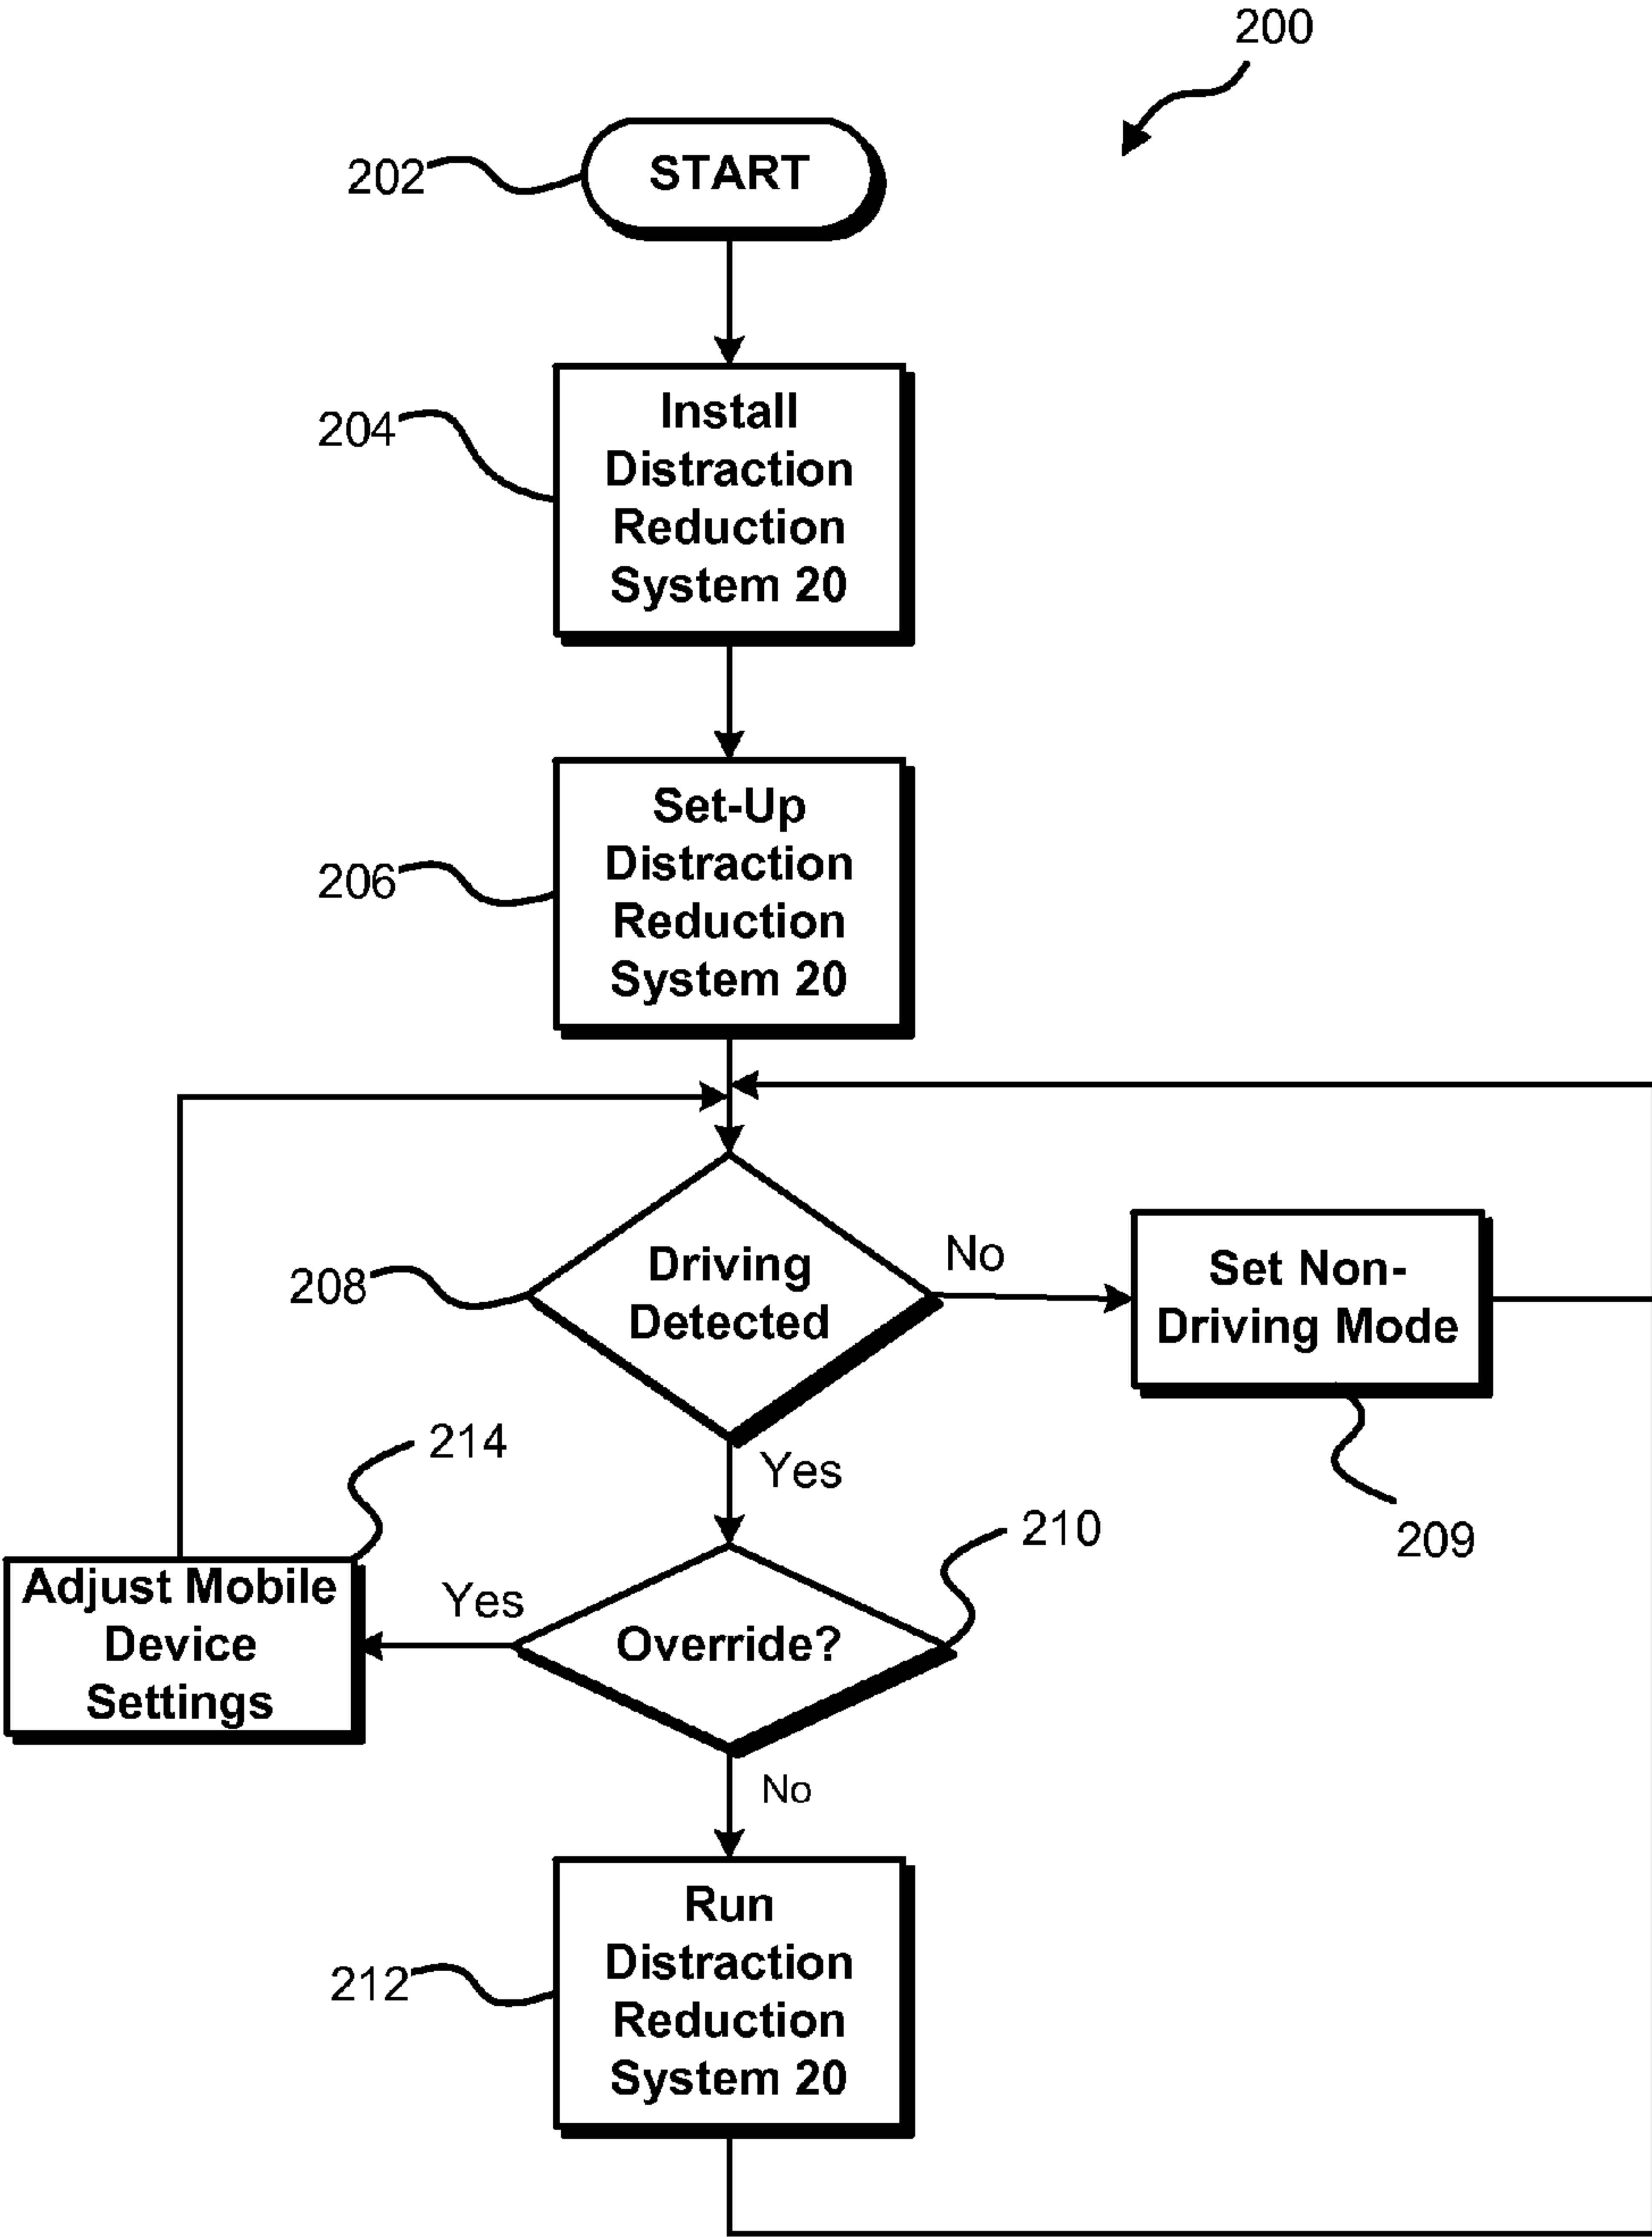 200
START
202
Install
Distraction
Reduction
System 20
204
Set-Up
Distraction
Reduction
System 20
206
Driving
Detected
208
No
Set Non-
Driving Mode
209
Yes
214
210
Adjust Mobile
Device
Settings
Yes
Override?
No
Run
Distraction
Reduction
System 20
212